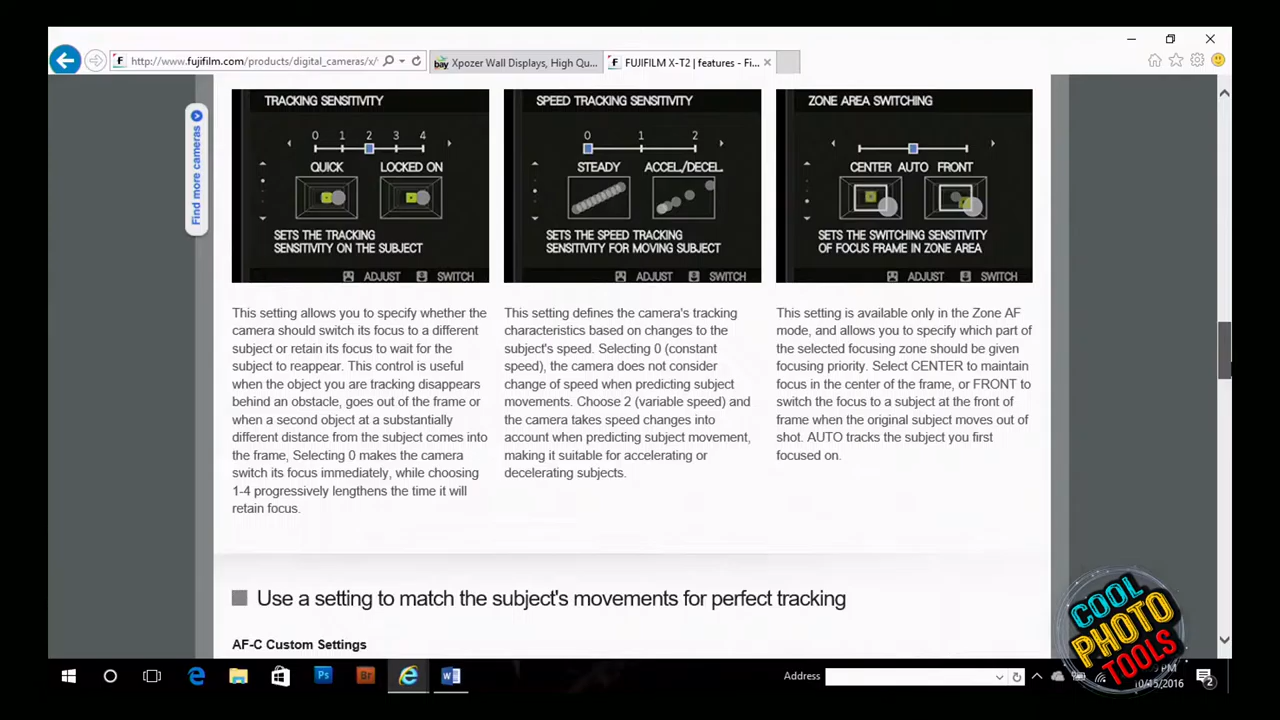 http://www.fujifilm.com/products/digital_cameras/x/
bay Xpozer Wall Displays, High Qu...
FUJIFILM X-T2 | features - Fi...
Find more cameras
TRACKING SENSITIVITY
0 1 2 3 4
QUICK LOCKED ON
SETS THE TRACKING
SENSITIVITY ON THE SUBJECT
ADJUST SWITCH
SPEED TRACKING SENSITIVITY
0 1 2
STEADY ACCEL./DECEL.
SETS THE SPEED TRACKING
SENSITIVITY FOR MOVING SUBJECT
ADJUST SWITCH
ZONE AREA SWITCHING
CENTER AUTO FRONT
SETS THE SWITCHING SENSITIVITY
OF FOCUS FRAME IN ZONE AREA
ADJUST SWITCH
This setting allows you to specify whether the
camera should switch its focus to a different
subject or retain its focus to wait for the
subject to reappear. This control is useful
when the object you are tracking disappears
behind an obstacle, goes out of the frame or
when a second object at a substantially
different distance from the subject comes into
the frame, Selecting 0 makes the camera
switch its focus immediately, while choosing
1-4 progressively lengthens the time it will
retain focus.
This setting defines the camera's tracking
characteristics based on changes to the
subject's speed. Selecting 0 (constant
speed), the camera does not consider
change of speed when predicting subject
movements. Choose 2 (variable speed) and
the camera takes speed changes into
account when predicting subject movement,
making it suitable for accelerating or
decelerating subjects.
This setting is available only in the Zone AF
mode, and allows you to specify which part of
the selected focusing zone should be given
focusing priority. Select CENTER to maintain
focus in the center of the frame, or FRONT to
switch the focus to a subject at the front of
frame when the original subject moves out of
shot. AUTO tracks the subject you first
focused on.
Use a setting to match the subject's movements for perfect tracking
AF-C Custom Settings
COOL
PHOTO
TOOLS
Ps
Br
Address
PM
10/15/2016
2